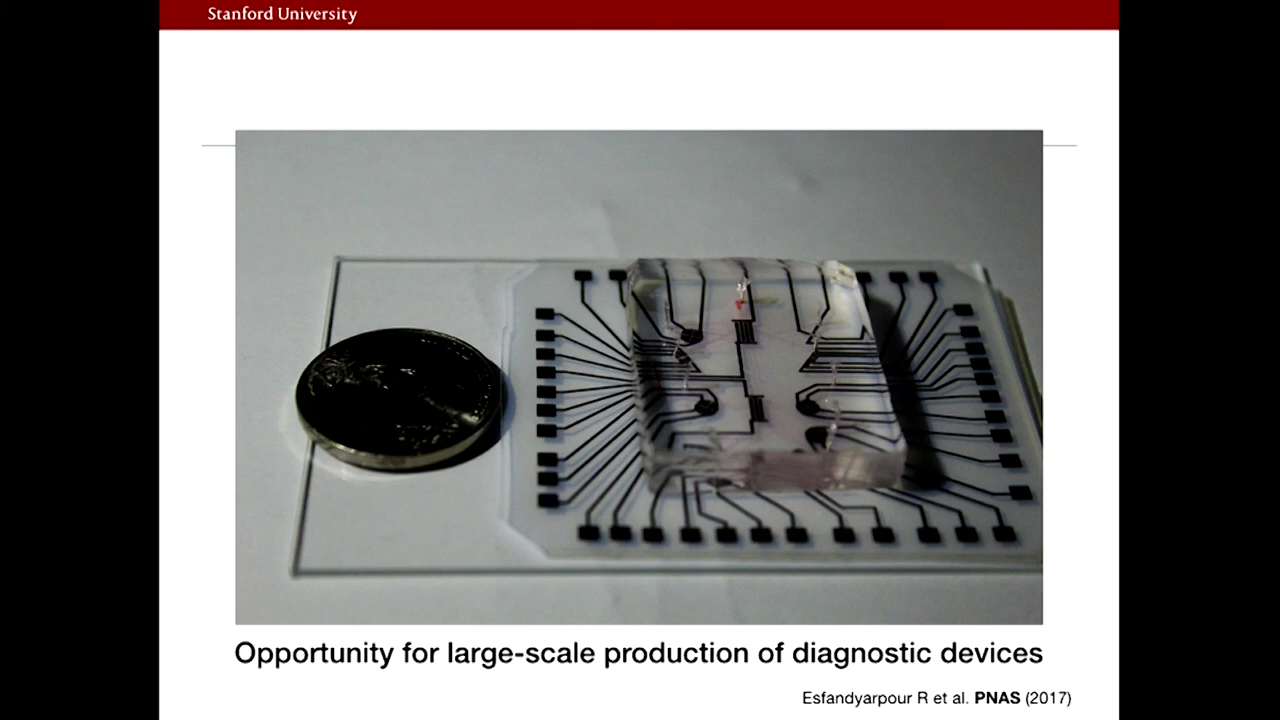 Stanford University
Opportunity for large-scale production of diagnostic devices
Esfandyarpour R et al. PNAS (2017)